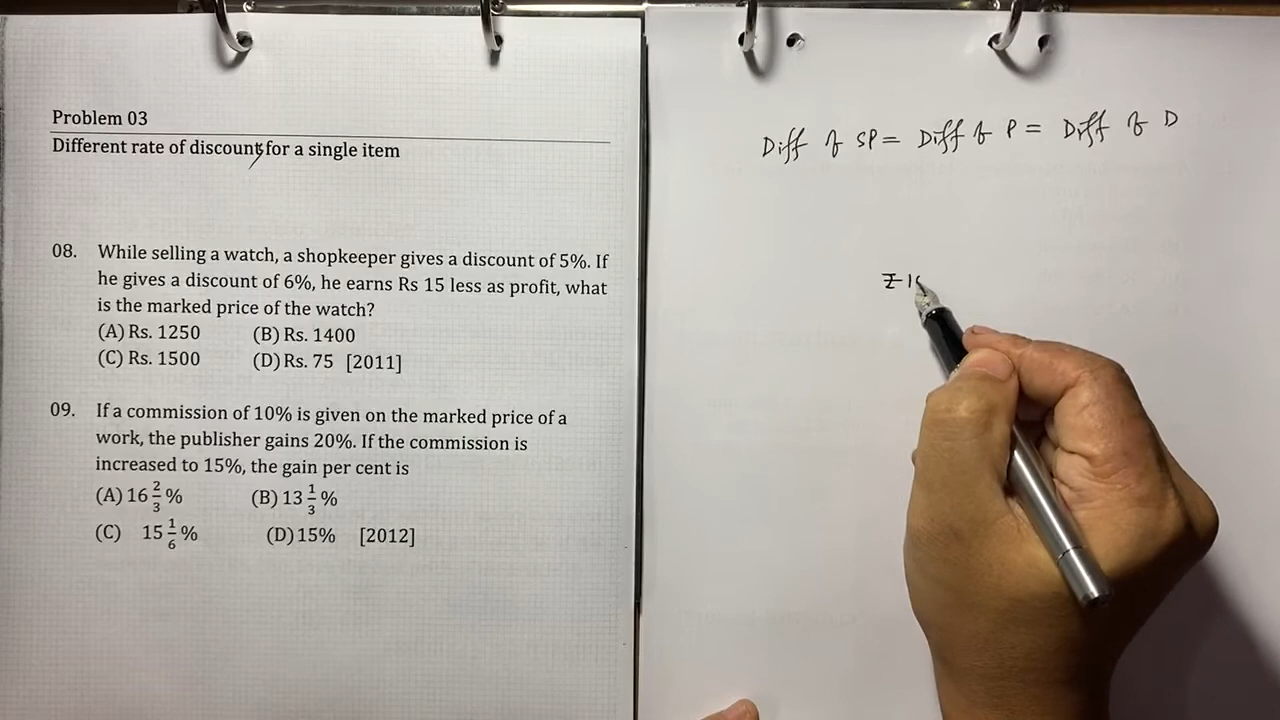 Problem 03
Different rate of discounts for a single item
08. While selling a watch, a shopkeeper gives a discount of 5%. If
he gives a discount of 6%, he earns Rs 15 less as profit, what
is the marked price of the watch?
(A) Rs. 1250 (B) Rs. 1400
(C) Rs. 1500 (D) Rs. 75 [2011]
09. If a commission of 10% is given on the marked price of a
work, the publisher gains 20%. If the commission is
increased to 15%, the gain per cent is
(A) 16 2/3 % (B) 13 1/3 %
(C) 15 1/6 % (D) 15% [2012]
Diff of SP = Diff of P = Diff of D